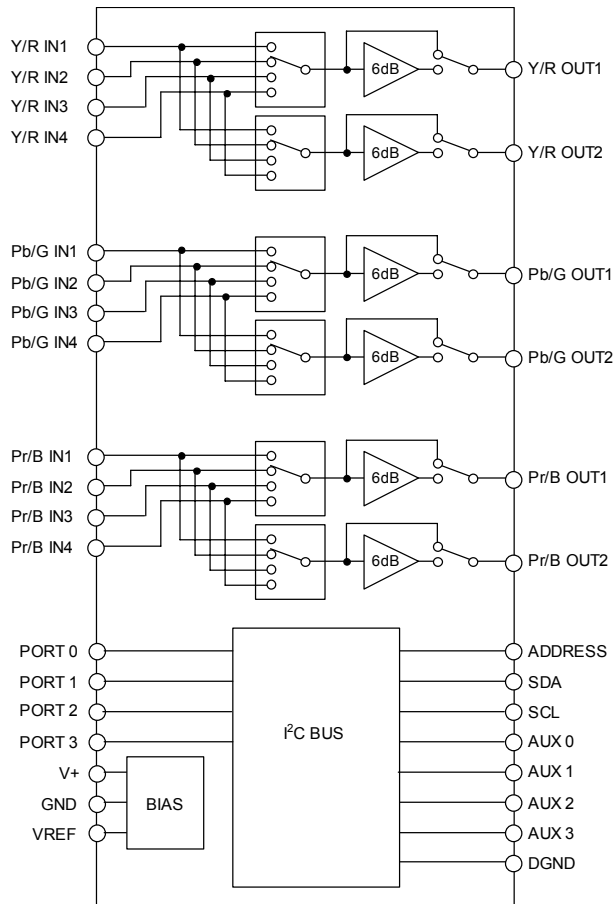 Y/R IN1
Y/R IN2
Y/R IN3
Y/R IN4
6dB
Y/R OUT1
6dB
Y/R OUT2
Pb/G IN1
Pb/G IN2
Pb/G IN3
Pb/G IN4
6dB
Pb/G OUT1
6dB
Pb/G OUT2
Pr/B IN1
Pr/B IN2
Pr/B IN3
Pr/B IN4
6dB
Pr/B OUT1
6dB
Pr/B OUT2
PORT 0
PORT 1
PORT 2
PORT 3
V+
GND
VREF
BIAS
I²C BUS
ADDRESS
SDA
SCL
AUX 0
AUX 1
AUX 2
AUX 3
DGND